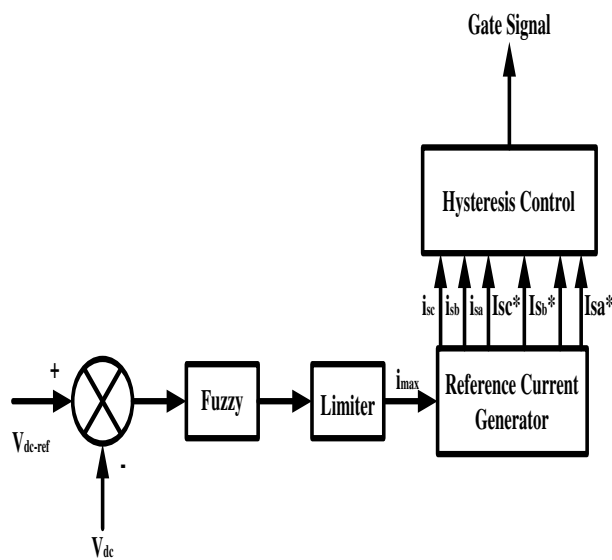 Gate Signal
Hysteresis Control
isc isb isa Isc* Isb* Isa*
+
Vdc-ref
-
Vdc
Fuzzy
Limiter
imax
Reference Current
Generator